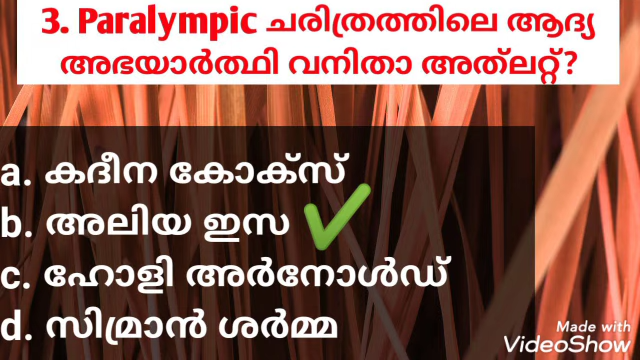 3. Paralympic ചരിത്രത്തിലെ ആദ്യ
അഭയാർത്ഥി വനിതാ അത്‌ലറ്റ്?
a. കദീന കോക്സ്
b. അലിയ ഇസ
c. ഹോളി അർനോൾഡ്
d. സിമ്രാൻ ശർമ്മ
Made with
VideoShow